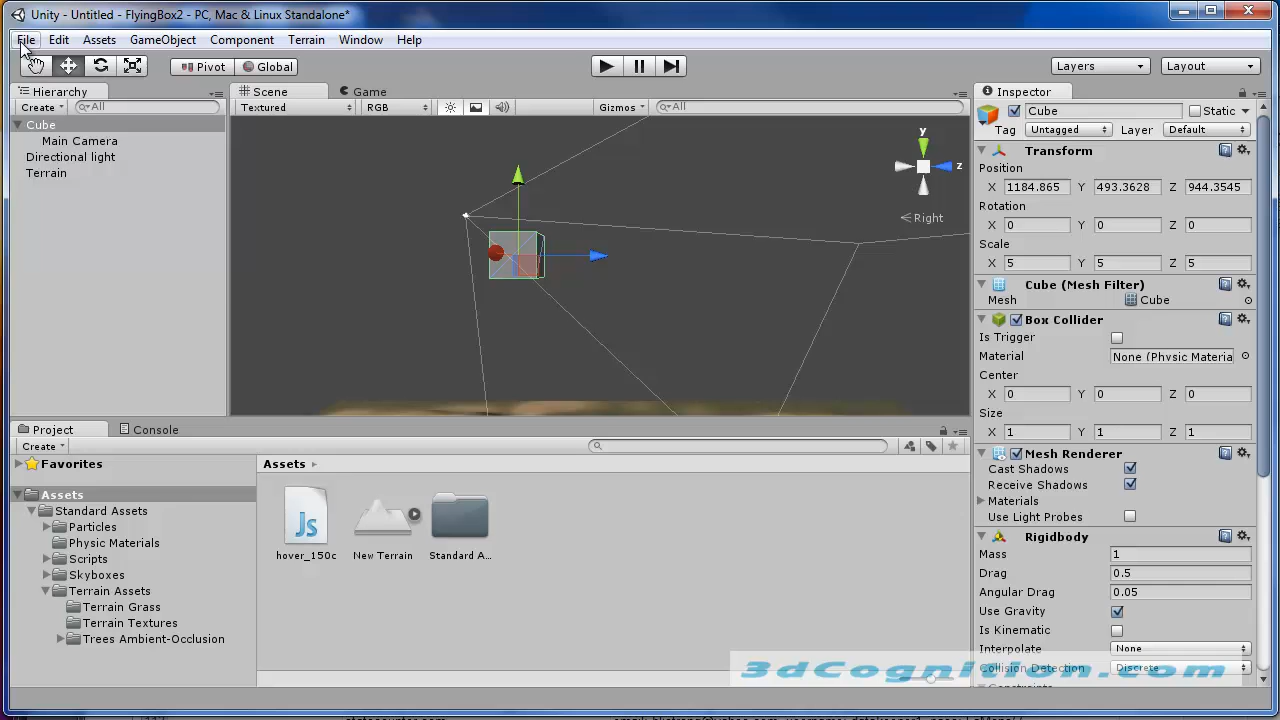 Unity - Untitled - FlyingBox2 - PC, Mac & Linux Standalone*
File Edit Assets GameObject Component Terrain Window Help
Pivot Global Layers Layout
Hierarchy
Create All
Cube
Main Camera
Directional light
Terrain
Scene Game
Textured RGB Gizmos All
y
z
Right
Inspector
Cube Static
Tag Untagged Layer Default
Transform
Position
X 1184.865 Y 493.3628 Z 944.3545
Rotation
X 0 Y 0 Z 0
Scale
X 5 Y 5 Z 5
Cube (Mesh Filter)
Mesh Cube
Box Collider
Is Trigger
Material None (Physic Materia
Center
X 0 Y 0 Z 0
Size
X 1 Y 1 Z 1
Mesh Renderer
Cast Shadows
Receive Shadows
Materials
Use Light Probes
Rigidbody
Mass 1
Drag 0.5
Angular Drag 0.05
Use Gravity
Is Kinematic
Interpolate None
Collision Detection Discrete
Project Console
Create
Favorites
Assets
Standard Assets
Particles
Physic Materials
Scripts
Skyboxes
Terrain Assets
Terrain Grass
Terrain Textures
Trees Ambient-Occlusion
Assets
Js
hover_150c New Terrain Standard A...
3dCognition.com